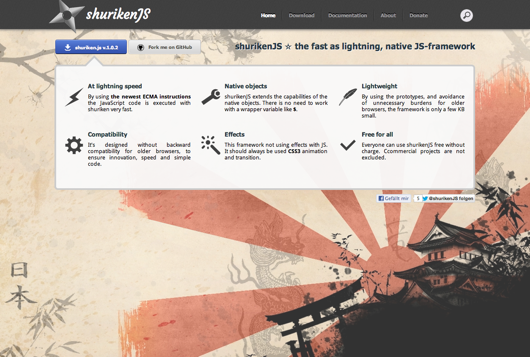 shurikenJS
Home Download Documentation About Donate
shuriken.js v.1.0.2
Fork me on GitHub
shurikenJS ☆ the fast as lightning, native JS-framework
At lightning speed
By using the newest ECMA instructions
the JavaScript code is executed with
shuriken very fast.
Native objects
shurikenJS extends the capabilities of the
native objects. There is no need to work
with a wrapper variable like $.
Lightweight
By using the prototypes, and avoidance
of unnecessary burdens for older
browsers, the framework is only a few KB
small.
Compatibility
It's designed without backward
compatibility for older browsers, to
ensure innovation, speed and simple
code.
Effects
This framework not using effects with JS.
It should always be used CSS3 animation
and transition.
Free for all
Everyone can use shurikenJS free without
charge. Commercial projects are not
excluded.
Gefällt mir
5
@shurikenJS folgen
日
本